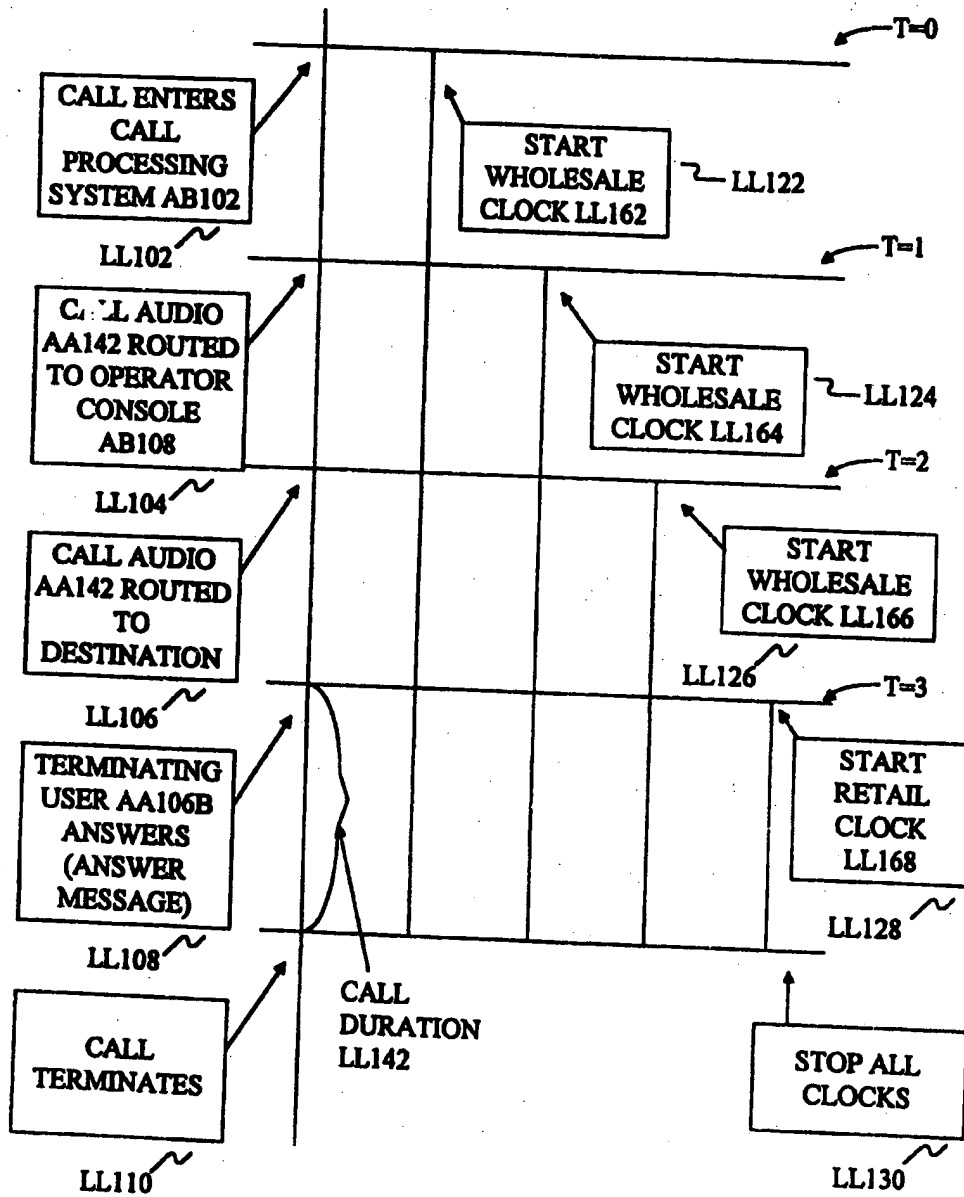 T=0
CALL ENTERS
CALL
PROCESSING
SYSTEM AB102
LL102
START
WHOLESALE
CLOCK LL162
LL122
T=1
CALL AUDIO
AA142 ROUTED
TO OPERATOR
CONSOLE
AB108
LL104
START
WHOLESALE
CLOCK LL164
LL124
T=2
CALL AUDIO
AA142 ROUTED
TO
DESTINATION
LL106
START
WHOLESALE
CLOCK LL166
LL126
T=3
TERMINATING
USER AA106B
ANSWERS
(ANSWER
MESSAGE)
LL108
START
RETAIL
CLOCK
LL168
LL128
CALL
DURATION
LL142
CALL
TERMINATES
LL110
STOP ALL
CLOCKS
LL130